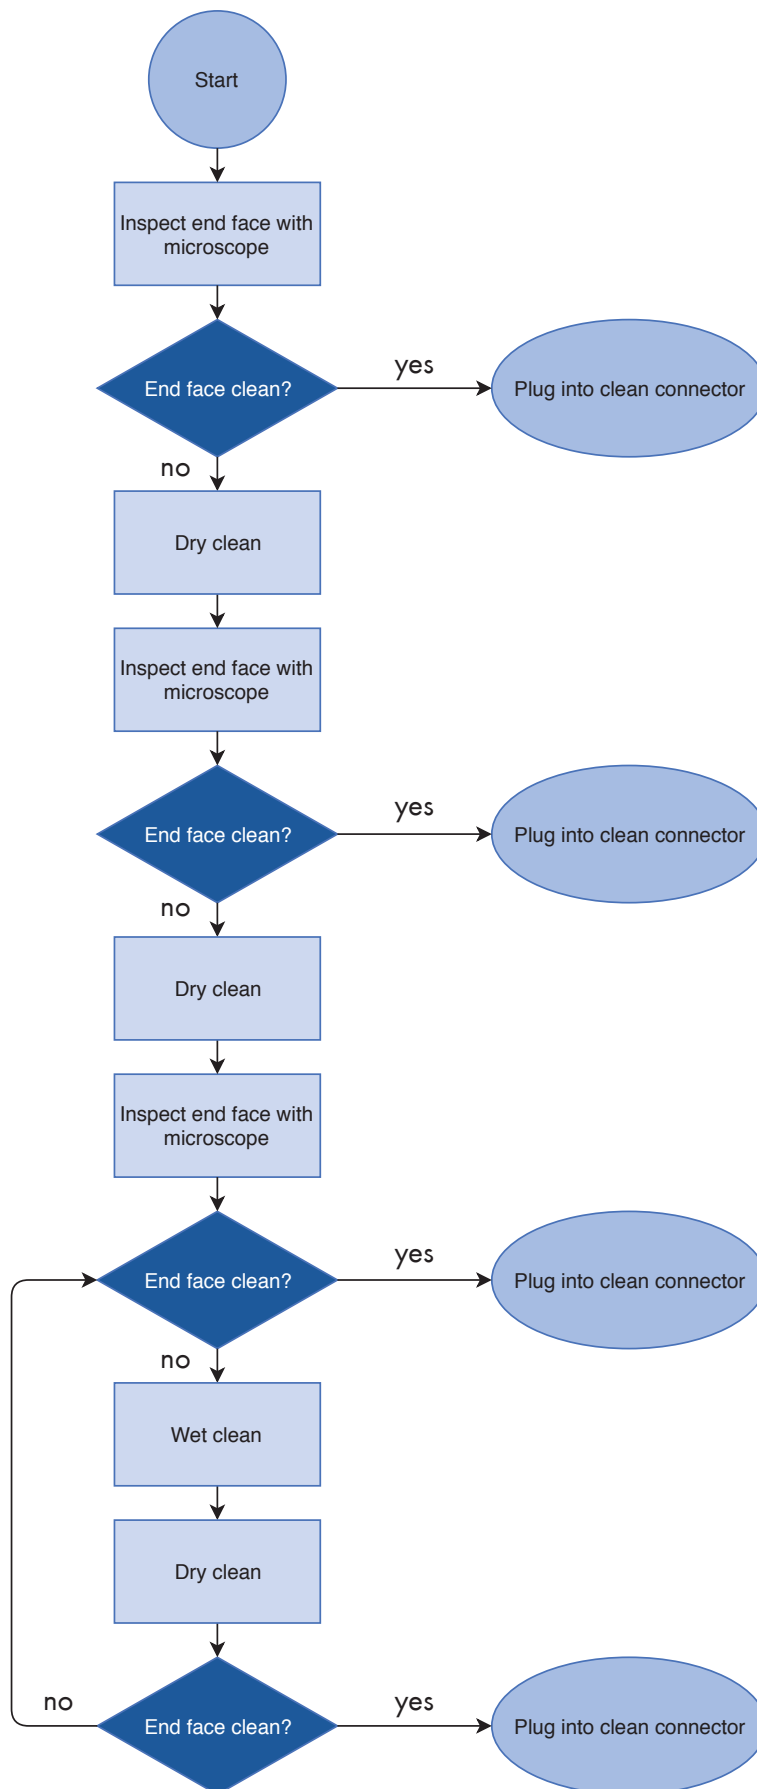 Start
Inspect end face with
microscope
End face clean?
yes
Plug into clean connector
no
Dry clean
Inspect end face with
microscope
End face clean?
yes
Plug into clean connector
no
Dry clean
Inspect end face with
microscope
End face clean?
yes
Plug into clean connector
no
Wet clean
Dry clean
no
End face clean?
yes
Plug into clean connector